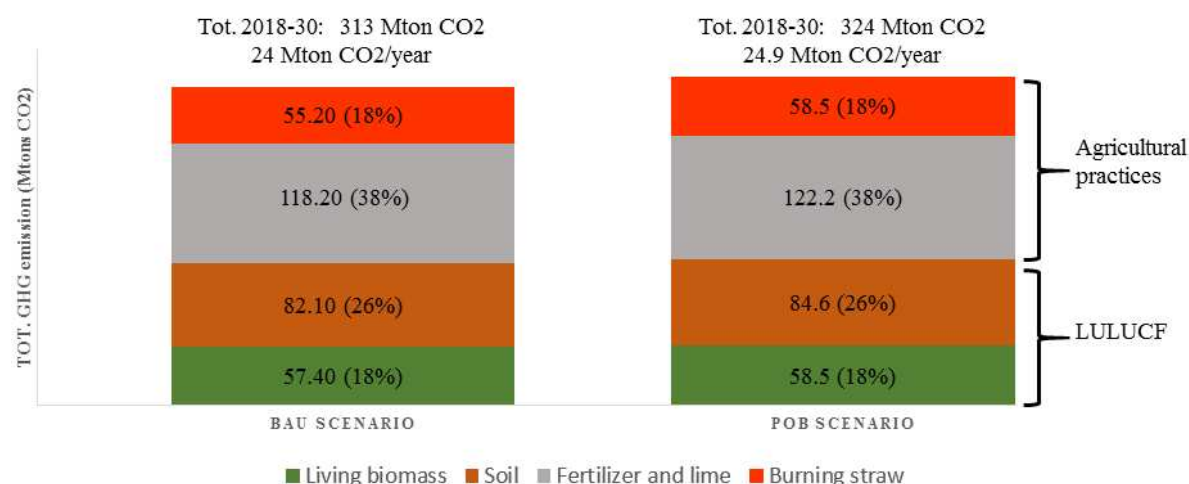 Tot. 2018-30: 313 Mton CO2
24 Mton CO2/year
Tot. 2018-30: 324 Mton CO2
24.9 Mton CO2/year
TOT. GHG emission (Mtons CO2)
55.20 (18%)
118.20 (38%)
82.10 (26%)
57.40 (18%)
58.5 (18%)
122.2 (38%)
84.6 (26%)
58.5 (18%)
Agricultural
practices
LULUCF
BAU SCENARIO
POB SCENARIO
Living biomass
Soil
Fertilizer and lime
Burning straw